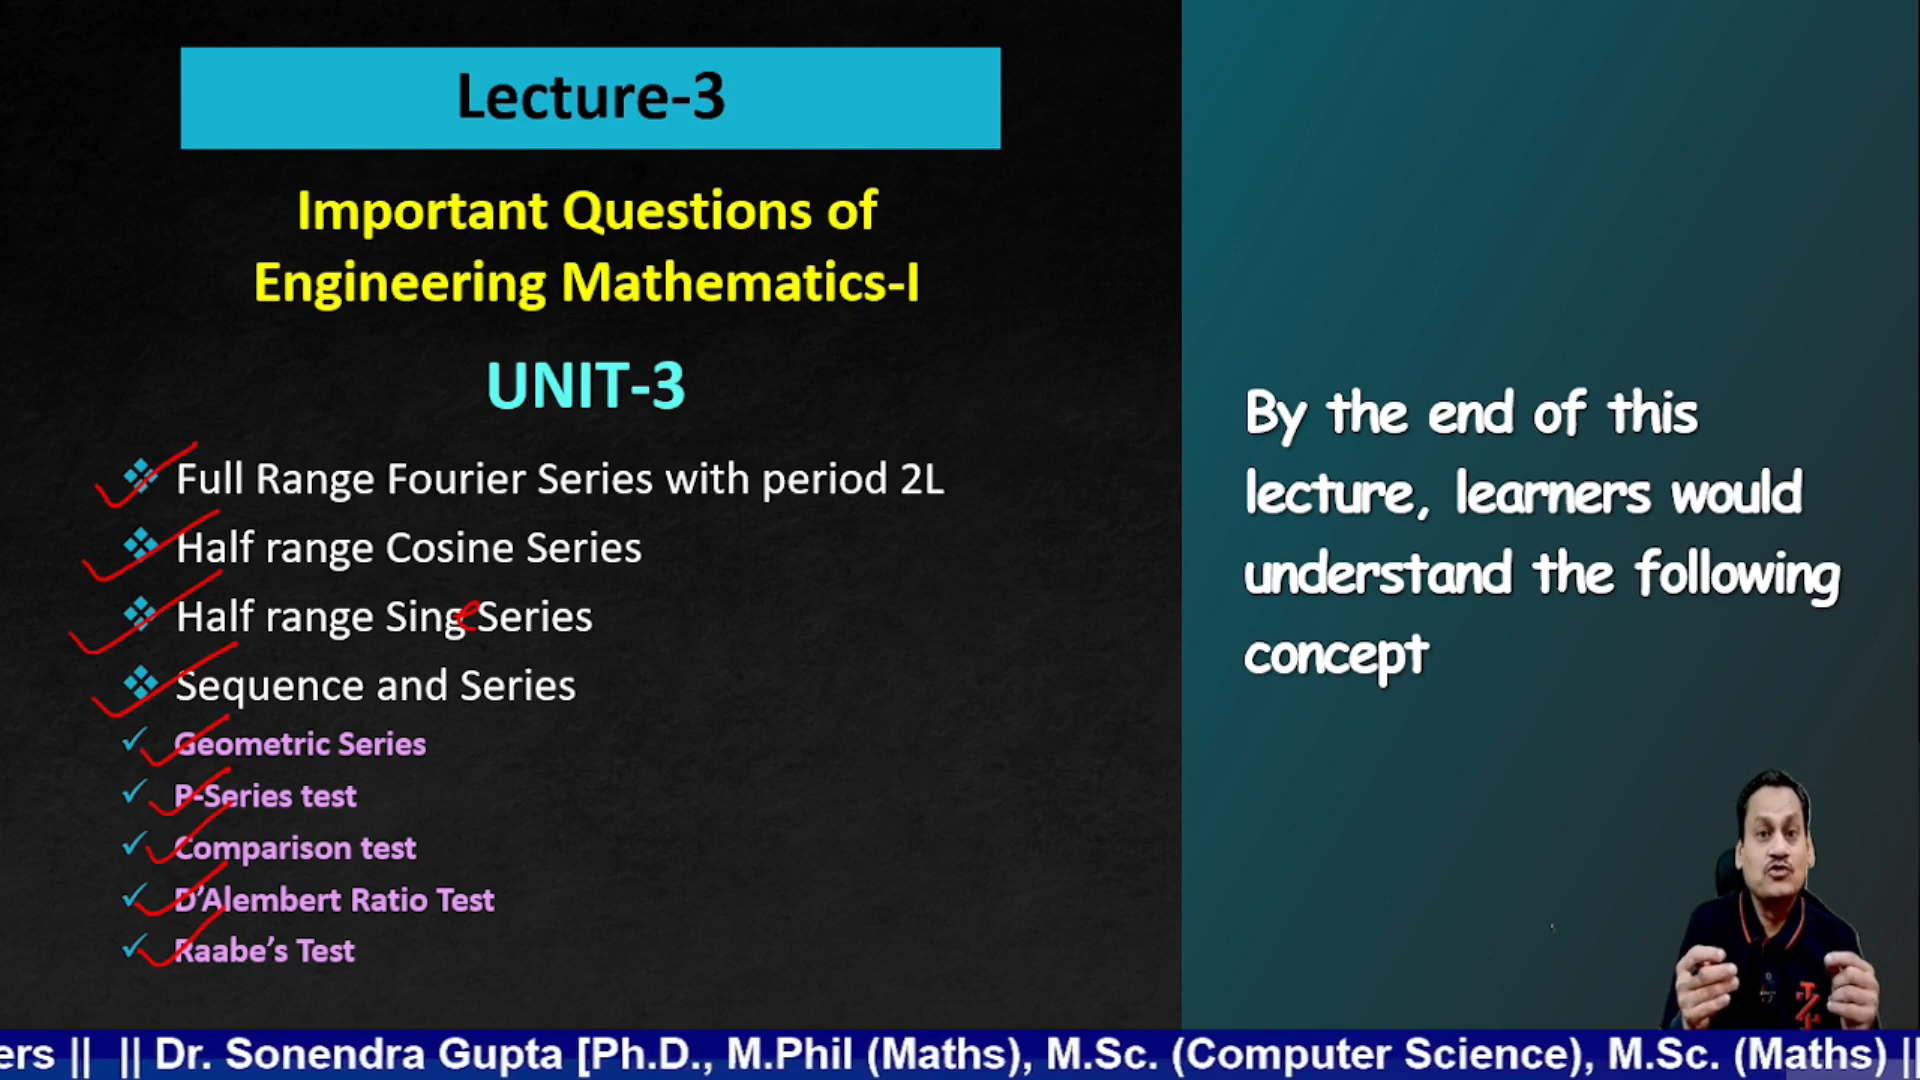 Lecture-3
Important Questions of
Engineering Mathematics-I
UNIT-3
Full Range Fourier Series with period 2L
Half range Cosine Series
Half range Sing e Series
Sequence and Series
Geometric Series
P-Series test
Comparison test
D'Alembert Ratio Test
Raabe's Test
By the end of this
lecture, learners would
understand the following
concept
ers || || Dr. Sonendra Gupta [Ph.D., M.Phil (Maths), M.Sc. (Computer Science), M.Sc. (Maths) ||